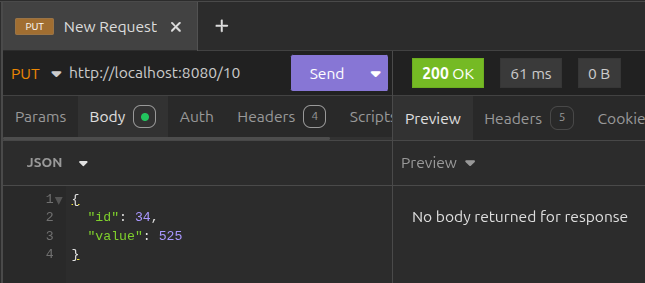 PUT New Request
PUT http://localhost:8080/10 Send
200 OK 61 ms 0 B
Params Body Auth Headers 4 Scripts
Preview Headers 5 Cookie
JSON
Preview
1 {
2 "id": 34,
3 "value": 525
4 }
No body returned for response